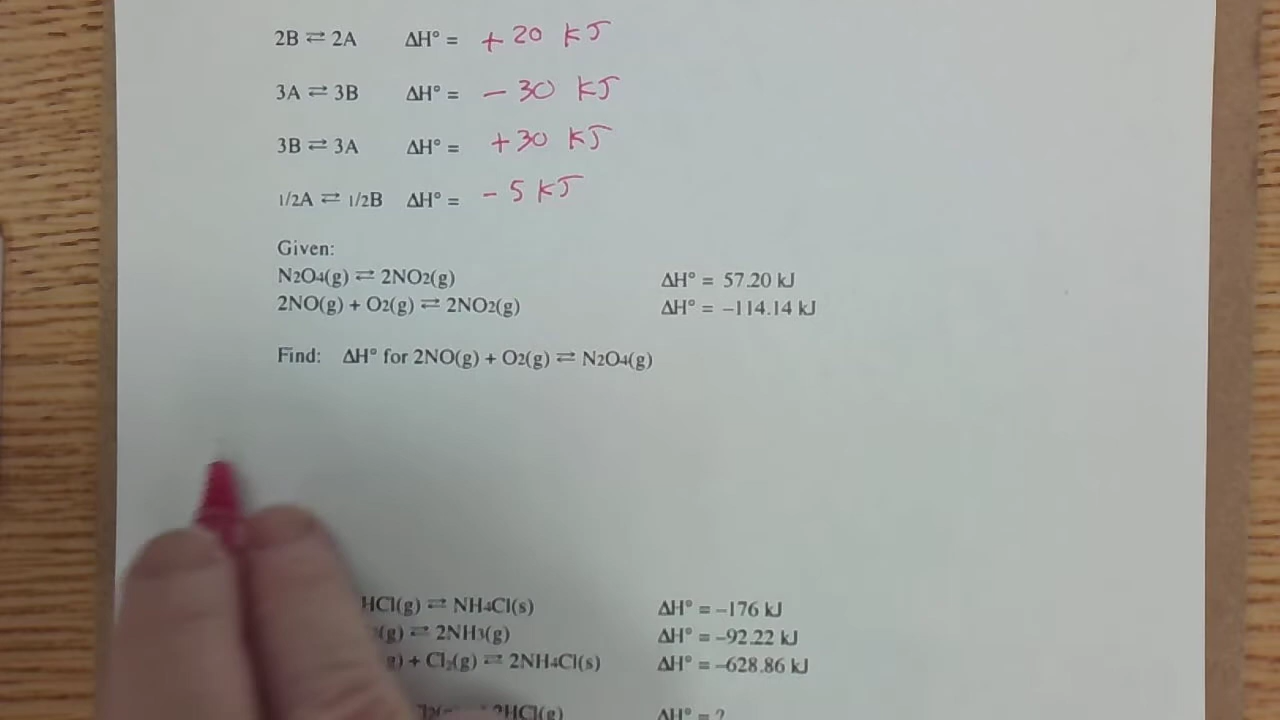 2B ⇄ 2A ΔH° = +20 kJ
3A ⇄ 3B ΔH° = -30 kJ
3B ⇄ 3A ΔH° = +30 kJ
1/2A ⇄ 1/2B ΔH° = -5 kJ
Given:
N2O4(g) ⇄ 2NO2(g) ΔH° = 57.20 kJ
2NO(g) + O2(g) ⇄ 2NO2(g) ΔH° = –114.14 kJ
Find: ΔH° for 2NO(g) + O2(g) ⇄ N2O4(g)
HCl(g) ⇄ NH4Cl(s) ΔH° = –176 kJ
(g) ⇄ 2NH3(g) ΔH° = –92.22 kJ
g) + Cl2(g) ⇄ 2NH4Cl(s) ΔH° = –628.86 kJ
2HCl(g) ΔH° = ?